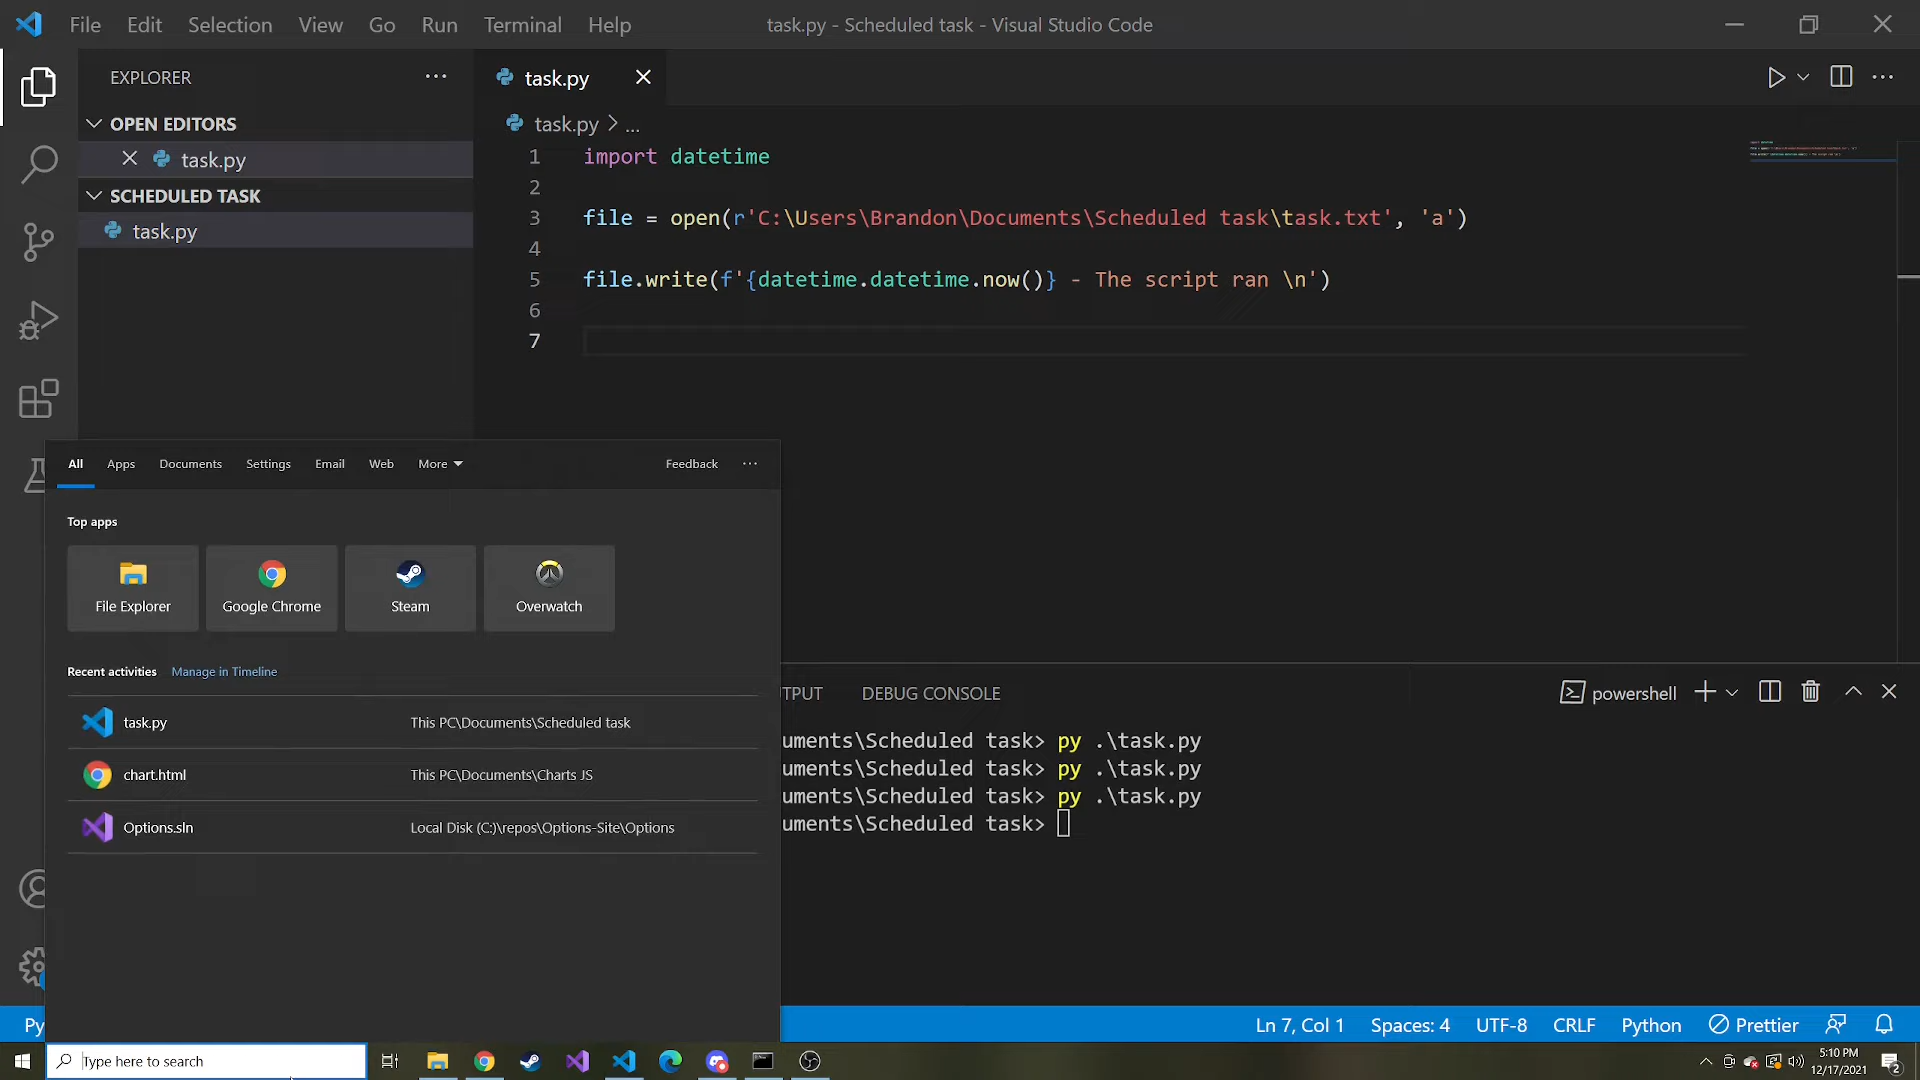 File Edit Selection View Go Run Terminal Help
task.py - Scheduled task - Visual Studio Code
EXPLORER
OPEN EDITORS
task.py
SCHEDULED TASK
task.py
task.py
task.py > ...
1 import datetime
2
3 file = open(r'C:\Users\Brandon\Documents\Scheduled task\task.txt', 'a')
4
5 file.write(f'{datetime.datetime.now()} - The script ran \n')
6
7
All Apps Documents Settings Email Web More Feedback
Top apps
File Explorer Google Chrome Steam Overwatch
Recent activities Manage in Timeline
task.py This PC\Documents\Scheduled task
chart.html This PC\Documents\Charts JS
Options.sln Local Disk (C:)\repos\Options-Site\Options
TPUT DEBUG CONSOLE
powershell
uments\Scheduled task> py .\task.py
uments\Scheduled task> py .\task.py
uments\Scheduled task> py .\task.py
uments\Scheduled task>
Py
Ln 7, Col 1 Spaces: 4 UTF-8 CRLF Python Prettier
Type here to search
5:10 PM
12/17/2021
2